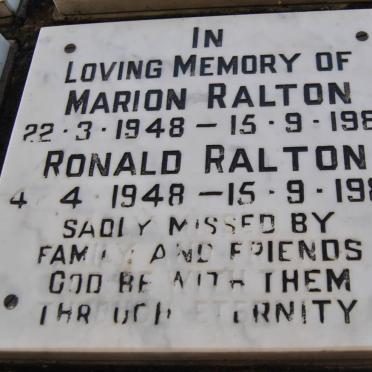 IN
LOVING MEMORY OF
MARION RALTON
22·3·1948 — 15·9·198
RONALD RALTON
4 4·1948 — 15·9·198
SADLY MISSED BY
FAMILY AND FRIENDS
GOD BE WITH THEM
THROUGH ETERNITY